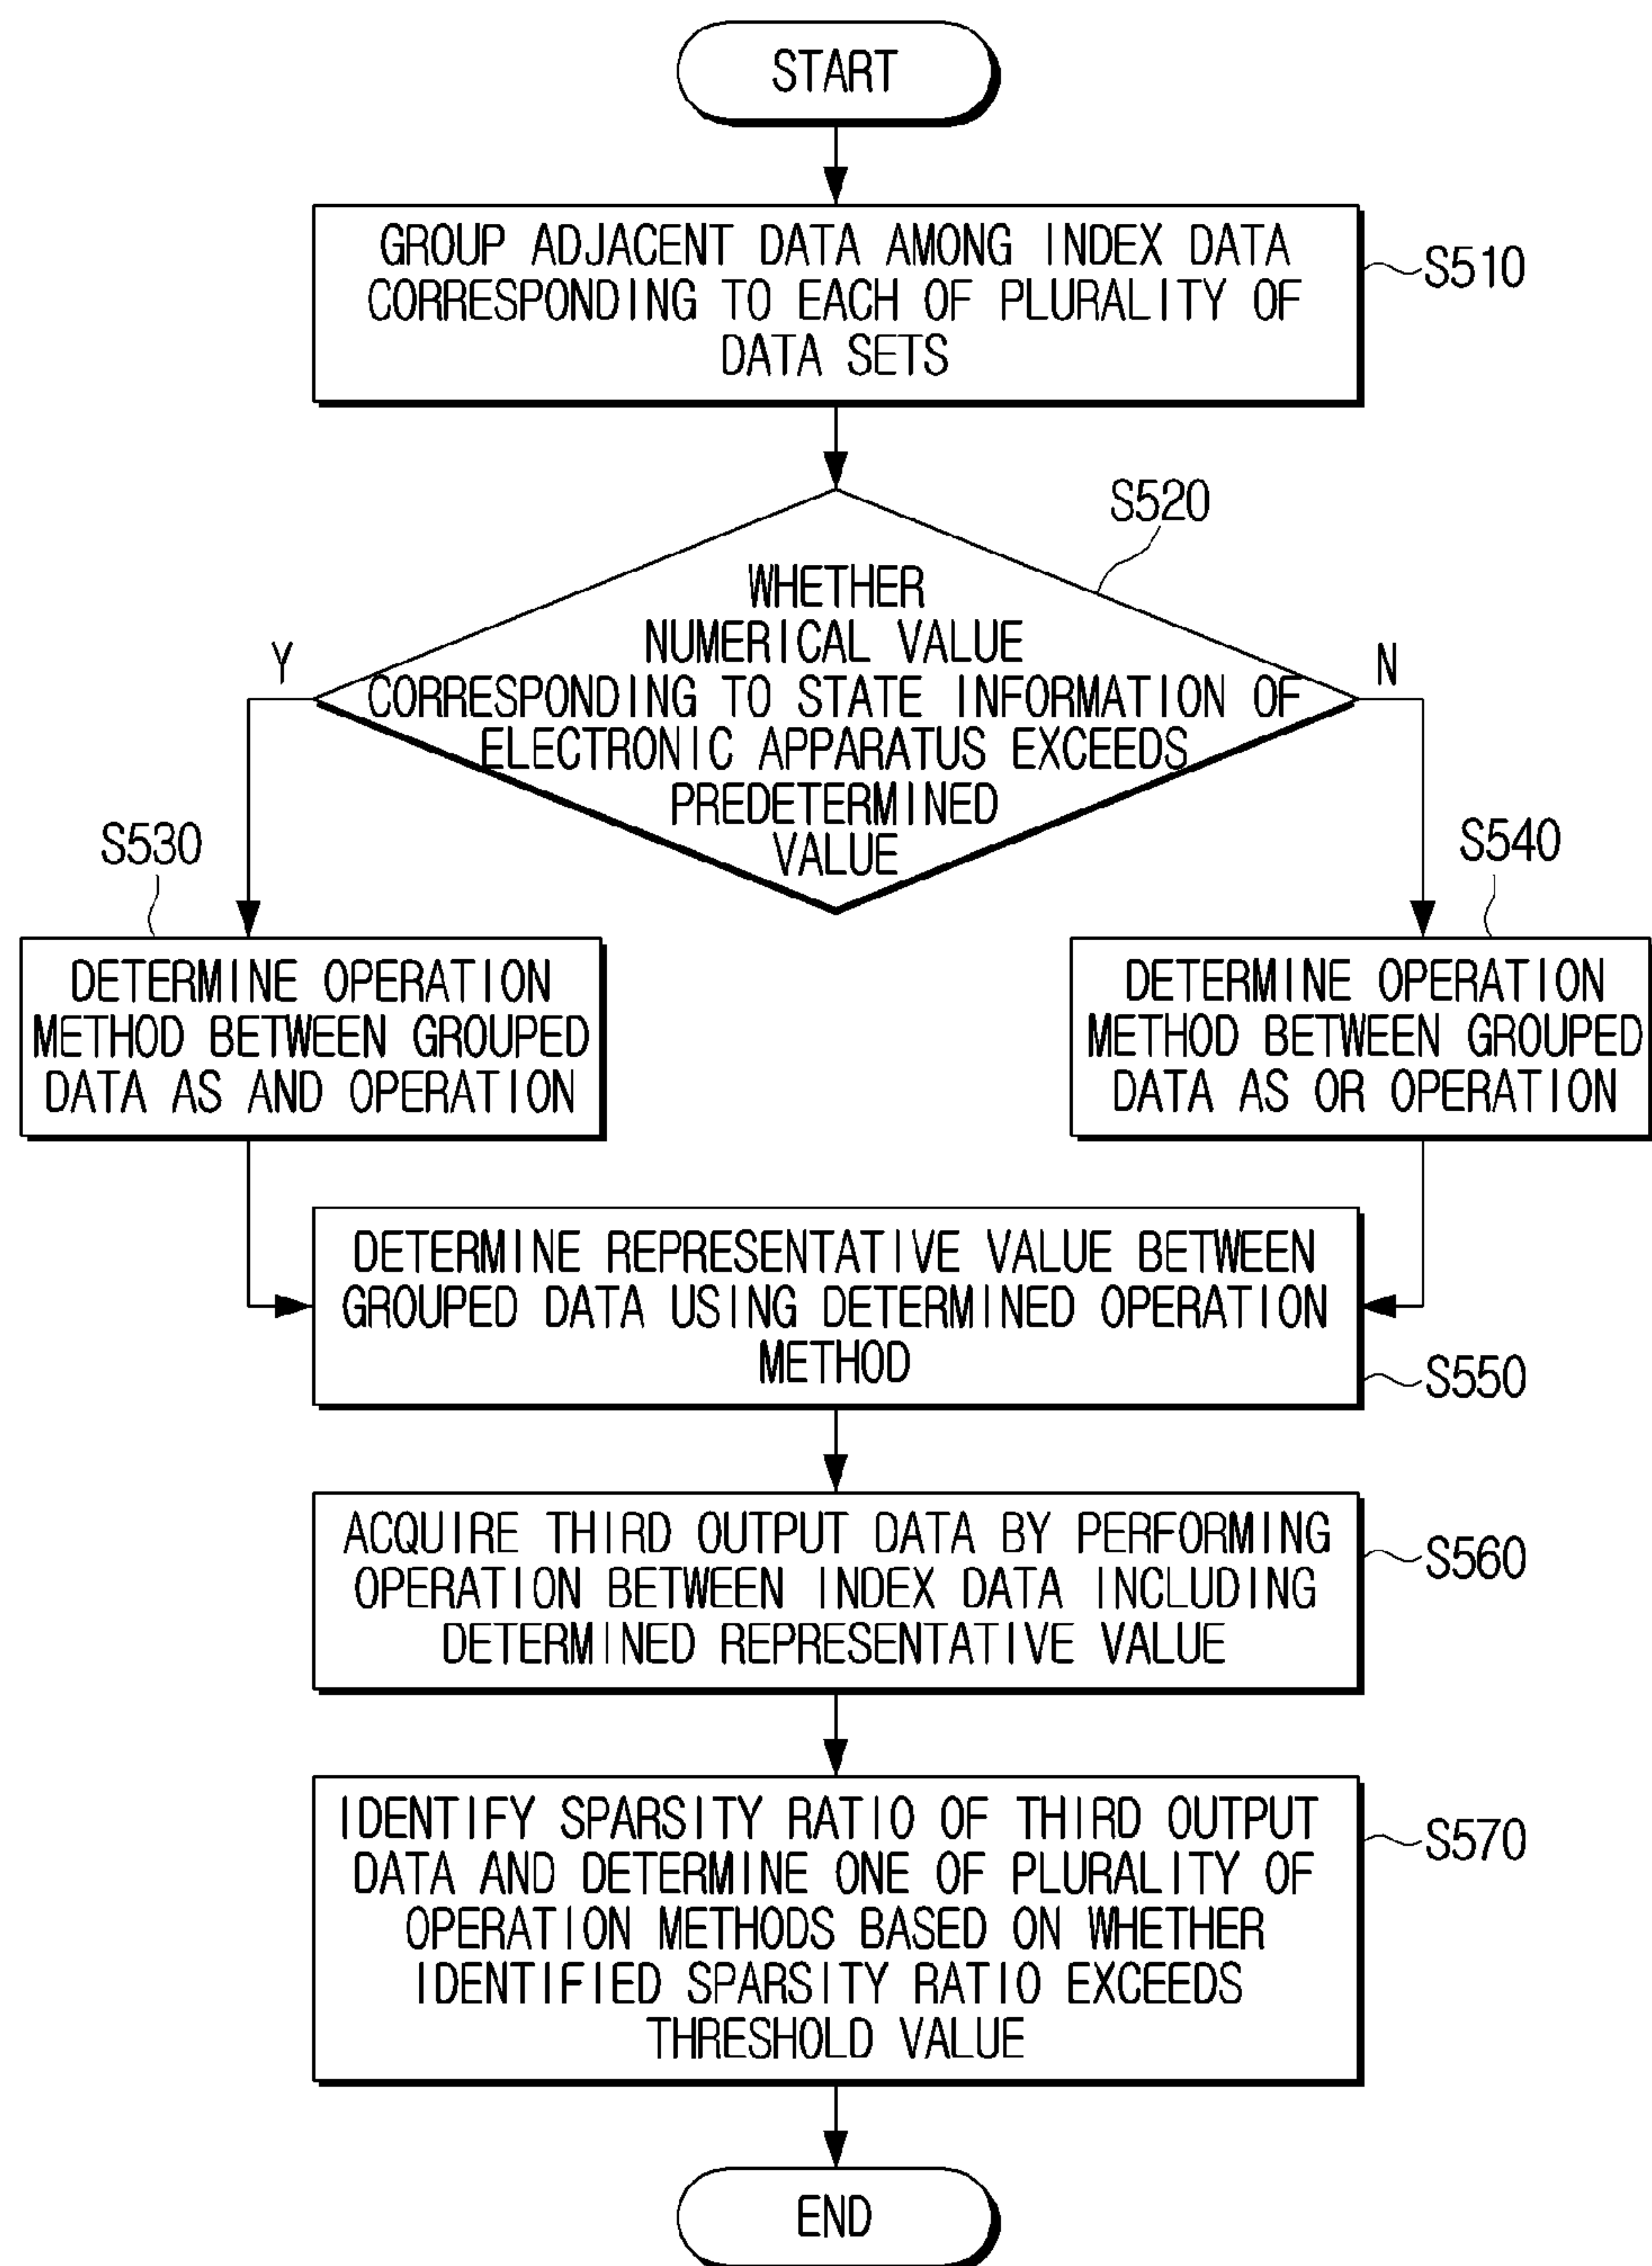 START
GROUP ADJACENT DATA AMONG INDEX DATA
CORRESPONDING TO EACH OF PLURALITY OF
DATA SETS
S510
S520
WHETHER
NUMERICAL VALUE
CORRESPONDING TO STATE INFORMATION OF
ELECTRONIC APPARATUS EXCEEDS
PREDETERMINED
VALUE
Y
N
S530
DETERMINE OPERATION
METHOD BETWEEN GROUPED
DATA AS AND OPERATION
S540
DETERMINE OPERATION
METHOD BETWEEN GROUPED
DATA AS OR OPERATION
DETERMINE REPRESENTATIVE VALUE BETWEEN
GROUPED DATA USING DETERMINED OPERATION
METHOD
S550
ACQUIRE THIRD OUTPUT DATA BY PERFORMING
OPERATION BETWEEN INDEX DATA INCLUDING
DETERMINED REPRESENTATIVE VALUE
S560
IDENTIFY SPARSITY RATIO OF THIRD OUTPUT
DATA AND DETERMINE ONE OF PLURALITY OF
OPERATION METHODS BASED ON WHETHER
IDENTIFIED SPARSITY RATIO EXCEEDS
THRESHOLD VALUE
S570
END